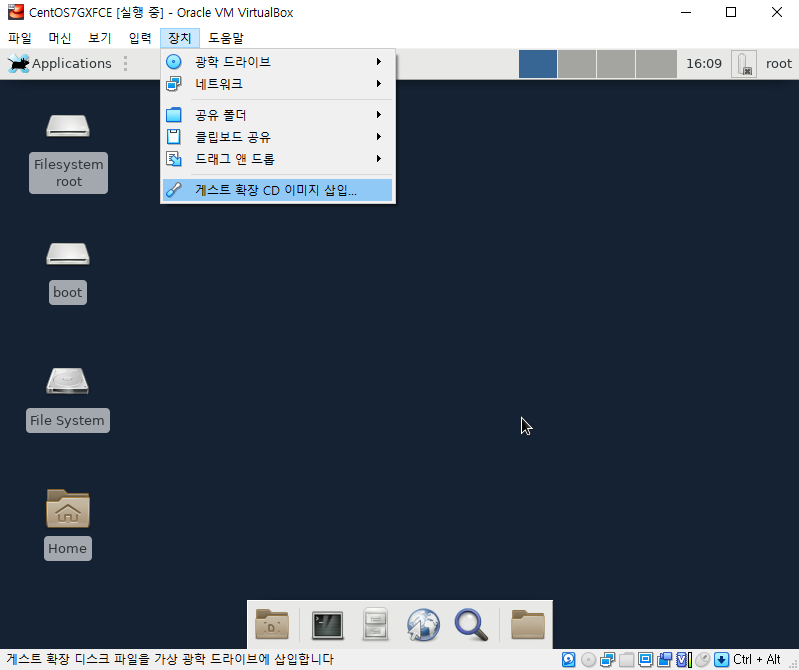 CentOS7GXFCE [실행 중] - Oracle VM VirtualBox
파일 머신 보기 입력 장치 도움말
Applications 16:09 root
광학 드라이브
네트워크
공유 폴더
클립보드 공유
드래그 앤 드롭
게스트 확장 CD 이미지 삽입...
Filesystem
root
boot
File System
Home
게스트 확장 디스크 파일을 가상 광학 드라이브에 삽입합니다 Ctrl + Alt